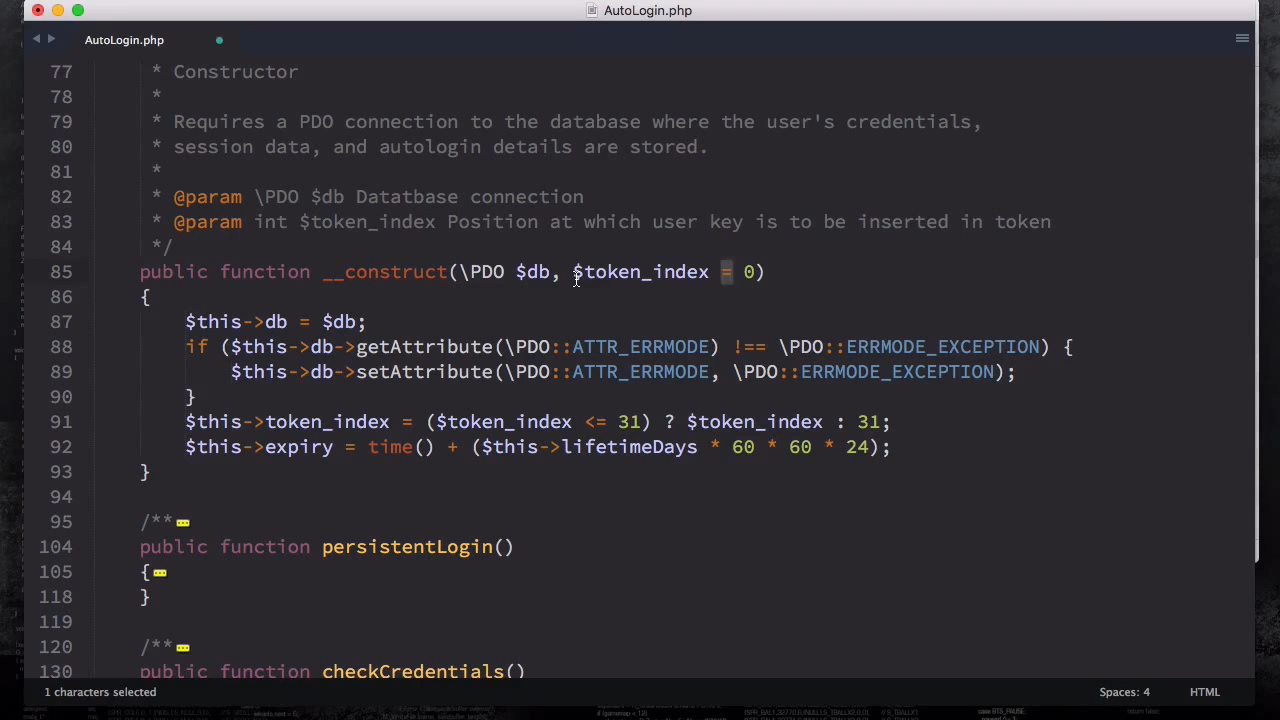 AutoLogin.php
AutoLogin.php
77 * Constructor
78 *
79 * Requires a PDO connection to the database where the user's credentials,
80 * session data, and autologin details are stored.
81 *
82 * @param \PDO $db Datatbase connection
83 * @param int $token_index Position at which user key is to be inserted in token
84 */
85 public function __construct(\PDO $db, $token_index = 0)
86 {
87 $this->db = $db;
88 if ($this->db->getAttribute(\PDO::ATTR_ERRMODE) !== \PDO::ERRMODE_EXCEPTION) {
89 $this->db->setAttribute(\PDO::ATTR_ERRMODE, \PDO::ERRMODE_EXCEPTION);
90 }
91 $this->token_index = ($token_index <= 31) ? $token_index : 31;
92 $this->expiry = time() + ($this->lifetimeDays * 60 * 60 * 24);
93 }
94
95 /**
104 public function persistentLogin()
105 {
118 }
119
120 /**
130 public function checkCredentials()
1 characters selected
Spaces: 4
HTML